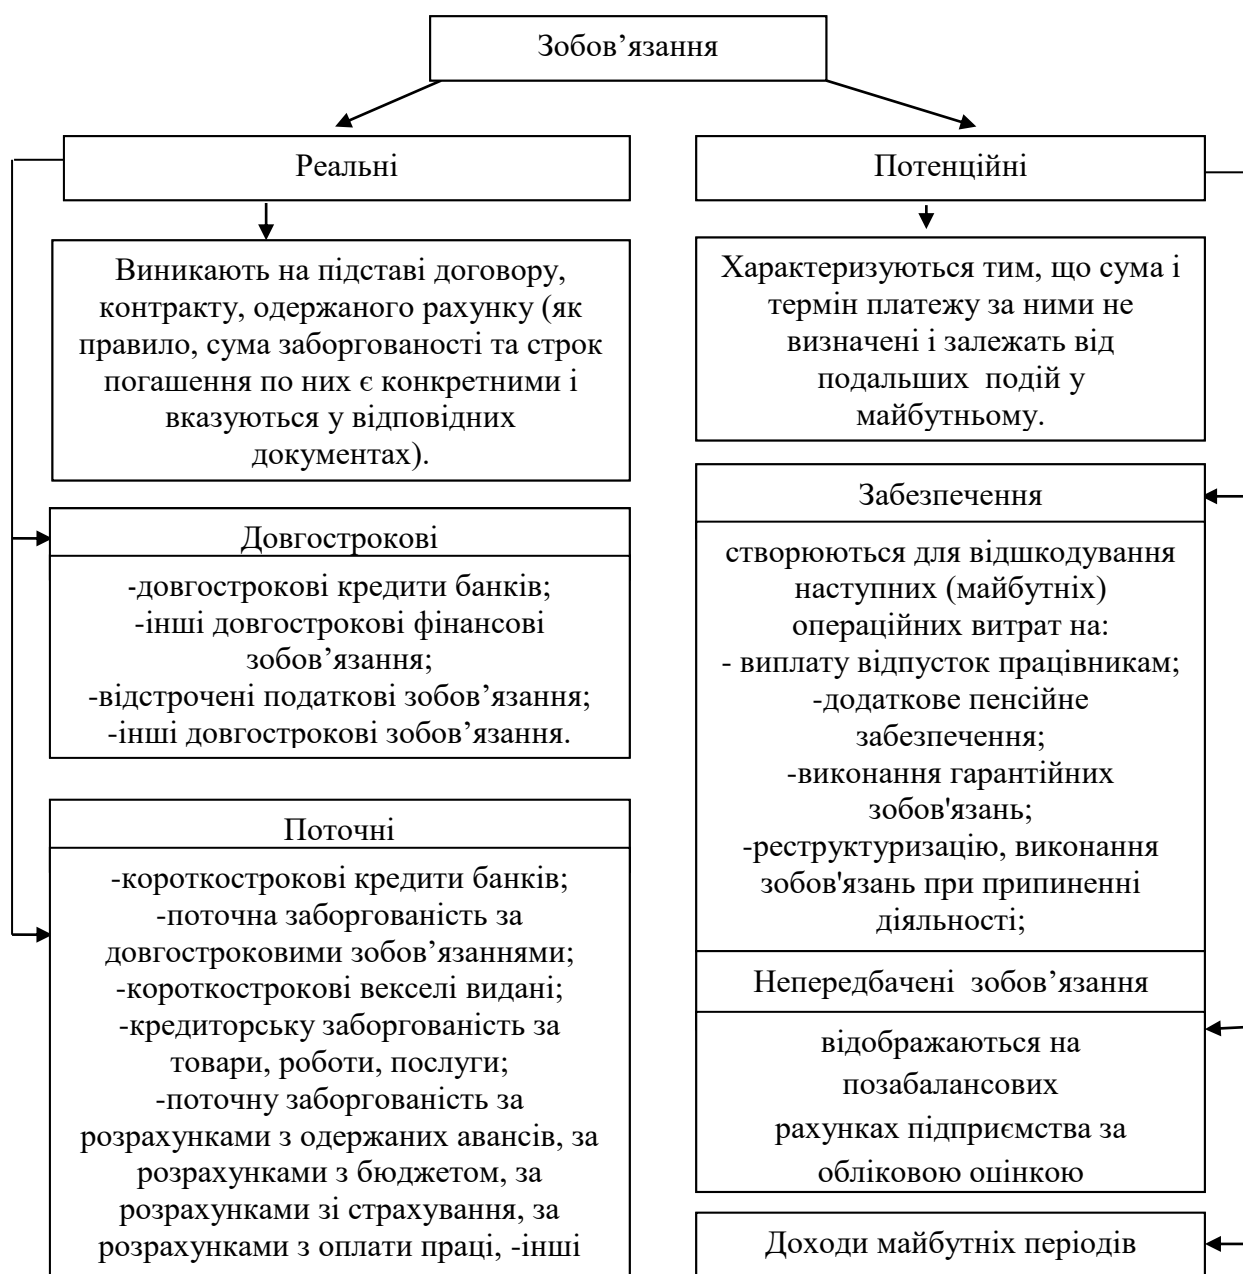 Зобов’язання
Реальні
Потенційні
Виникають на підставі договору,
контракту, одержаного рахунку (як
правило, сума заборгованості та строк
погашення по них є конкретними і
вказуються у відповідних
документах).
Характеризуються тим, що сума і
термін платежу за ними не
визначені і залежать від
подальших подій у
майбутньому.
Довгострокові
-довгострокові кредити банків;
-інші довгострокові фінансові
зобов’язання;
-відстрочені податкові зобов’язання;
-інші довгострокові зобов’язання.
Поточні
-короткострокові кредити банків;
-поточна заборгованість за
довгостроковими зобов’язаннями;
-короткострокові векселі видані;
-кредиторську заборгованість за
товари, роботи, послуги;
-поточну заборгованість за
розрахунками з одержаних авансів, за
розрахунками з бюджетом, за
розрахунками зі страхування, за
розрахунками з оплати праці, -інші
Забезпечення
створюються для відшкодування
наступних (майбутніх)
операційних витрат на:
- виплату відпусток працівникам;
-додаткове пенсійне
забезпечення;
-виконання гарантійних
зобов'язань;
-реструктуризацію, виконання
зобов'язань при припиненні
діяльності;
Непередбачені зобов’язання
відображаються на
позабалансових
рахунках підприємства за
обліковою оцінкою
Доходи майбутніх періодів